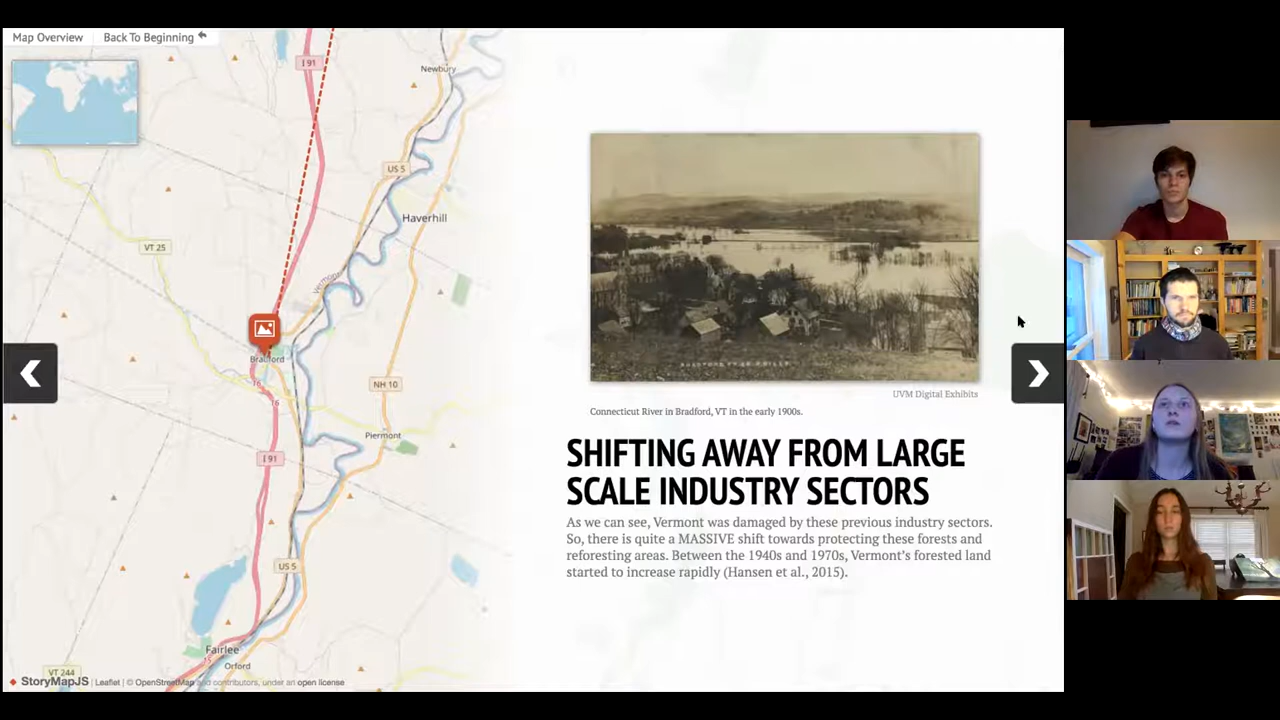 Map Overview
Back To Beginning
I 91
Newbury
US 5
Haverhill
VT 25
Vermont
Bradford
16
16
NH 10
Piermont
I 91
US 5
Fairlee
15
Orford
VT 244
StoryMapJS | Leaflet | © OpenStreetMap and contributors, under an open license
UVM Digital Exhibits
Connecticut River in Bradford, VT in the early 1900s.
SHIFTING AWAY FROM LARGE
SCALE INDUSTRY SECTORS
As we can see, Vermont was damaged by these previous industry sectors.
So, there is quite a MASSIVE shift towards protecting these forests and
reforesting areas. Between the 1940s and 1970s, Vermont's forested land
started to increase rapidly (Hansen et al., 2015).